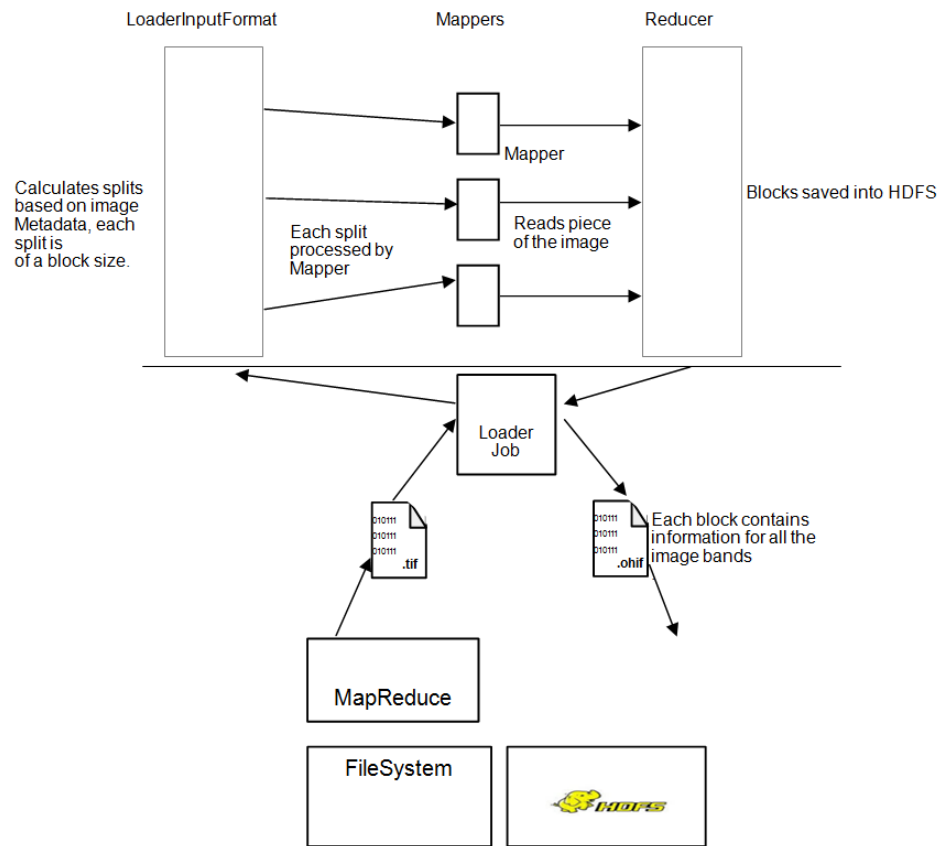 LoaderInputFormat
Mappers
Reducer
Mapper
Calculates splits
based on image
Metadata, each
split is
of a block size.
Each split
processed by
Mapper
Reads piece
of the image
Blocks saved into HDFS
Loader
Job
010111
010111
010111
.tif
010111
010111
010111
.ohif
Each block contains
information for all the
image bands
MapReduce
FileSystem
HDFS